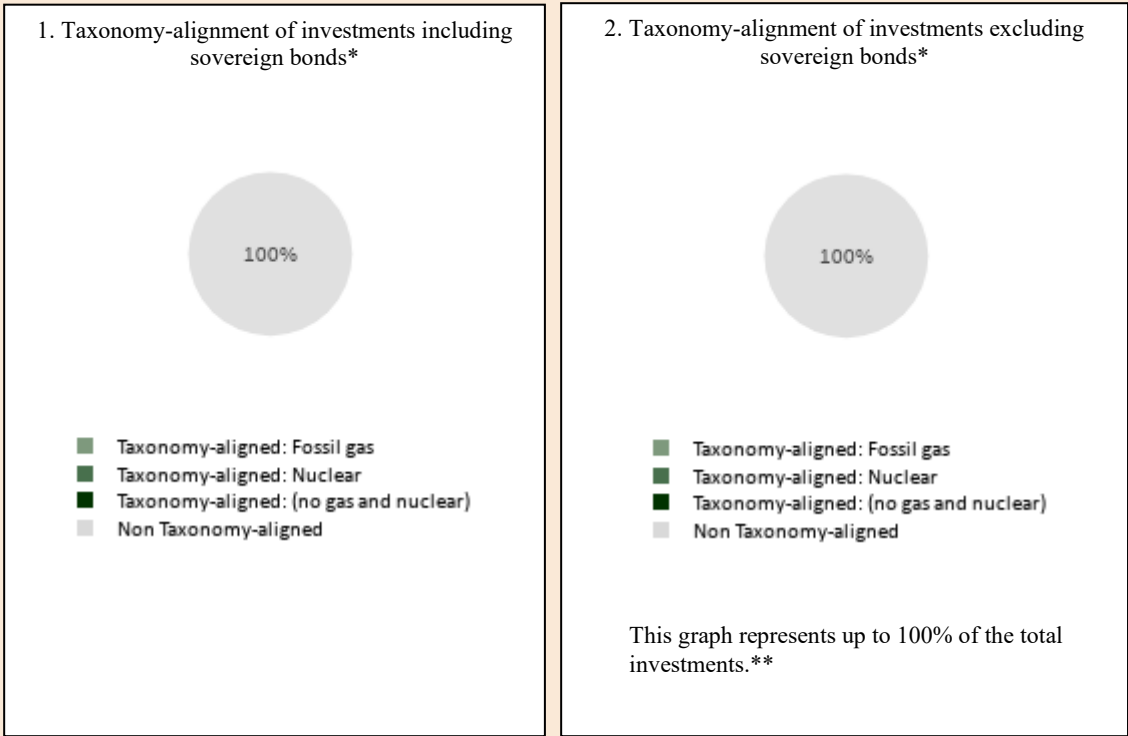 1. Taxonomy-alignment of investments including
sovereign bonds*
100%
Taxonomy-aligned: Fossil gas
Taxonomy-aligned: Nuclear
Taxonomy-aligned: (no gas and nuclear)
Non Taxonomy-aligned
2. Taxonomy-alignment of investments excluding
sovereign bonds*
100%
Taxonomy-aligned: Fossil gas
Taxonomy-aligned: Nuclear
Taxonomy-aligned: (no gas and nuclear)
Non Taxonomy-aligned
This graph represents up to 100% of the total
investments.**